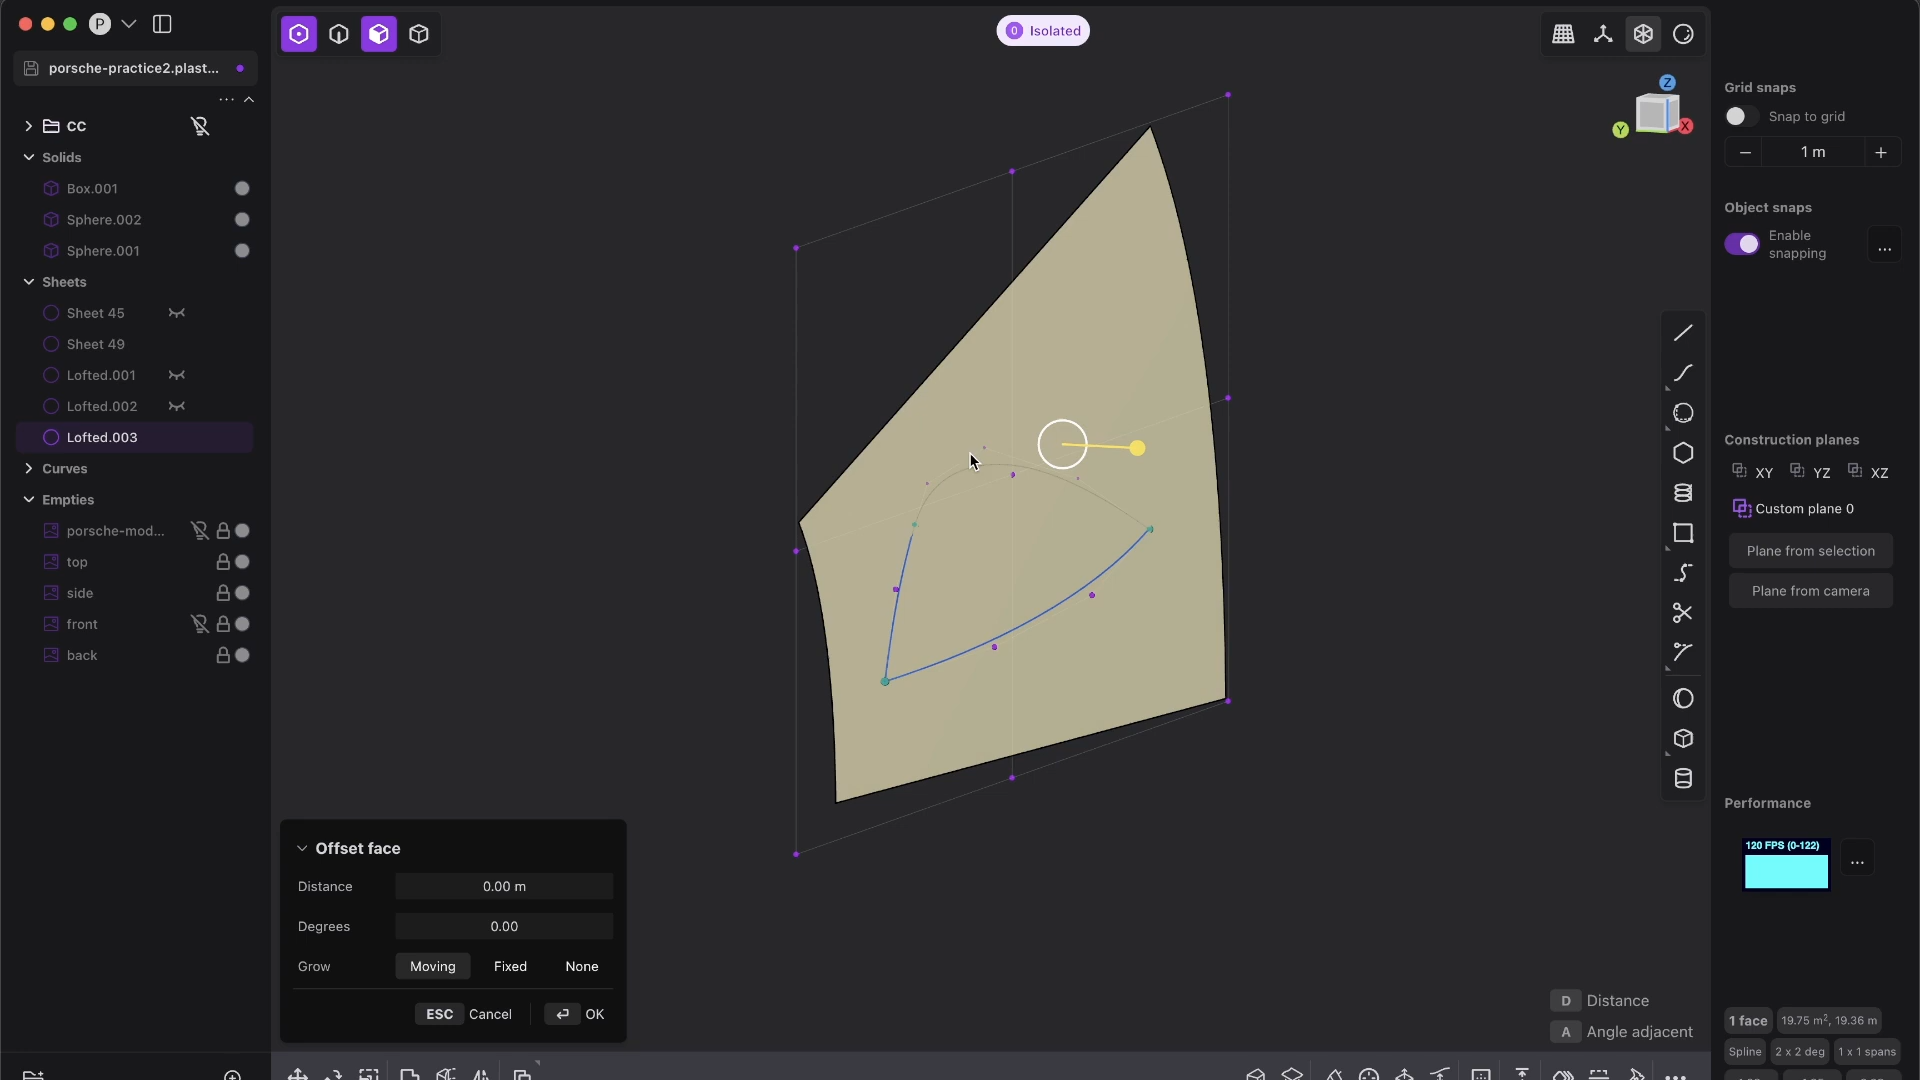 P
porsche-practice2.plast...
CC
Solids
Box.001
Sphere.002
Sphere.001
Sheets
Sheet 45
Sheet 49
Lofted.001
Lofted.002
Lofted.003
Curves
Empties
porsche-mod...
top
side
front
back
0 Isolated
Z
Y
X
Offset face
Distance 0.00 m
Degrees 0.00
Grow Moving Fixed None
ESC Cancel OK
D Distance
A Angle adjacent
Grid snaps
Snap to grid
1 m
Object snaps
Enable
snapping
Construction planes
XY YZ XZ
Custom plane 0
Plane from selection
Plane from camera
Performance
120 FPS (0-122)
1 face 19.75 m², 19.36 m
Spline 2 x 2 deg 1 x 1 spans